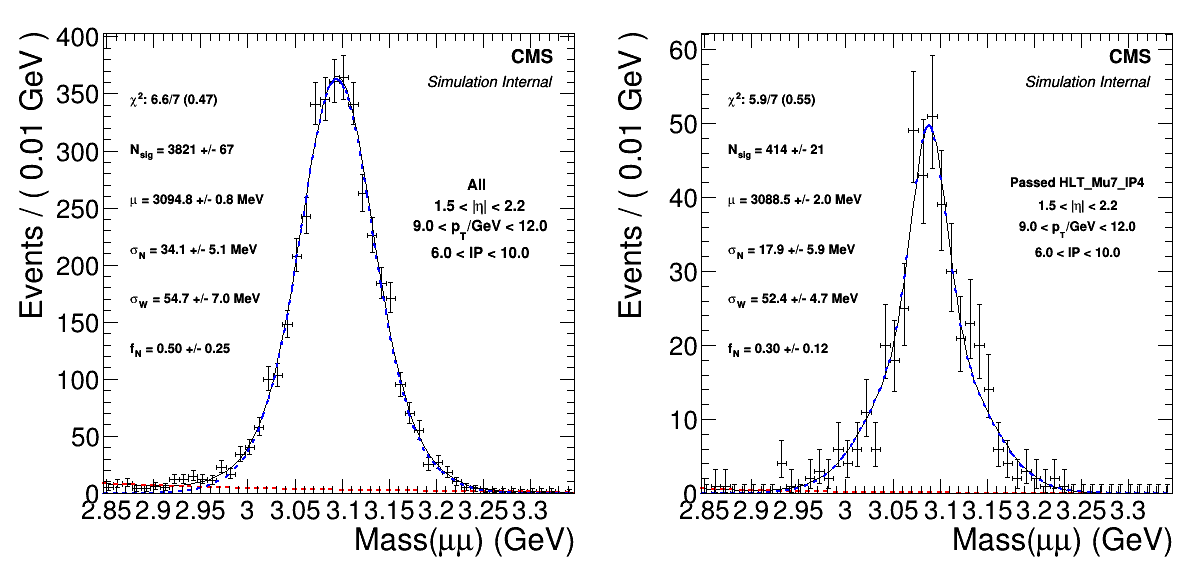 Events / ( 0.01 GeV )
400
350
300
250
200
150
100
50
0
CMS
Simulation Internal
χ²: 6.6/7 (0.47)
N_sig = 3821 +/- 67
μ = 3094.8 +/- 0.8 MeV
σ_N = 34.1 +/- 5.1 MeV
σ_W = 54.7 +/- 7.0 MeV
f_N = 0.50 +/- 0.25
All
1.5 < |η| < 2.2
9.0 < p_T/GeV < 12.0
6.0 < IP < 10.0
2.85 2.9 2.95 3 3.05 3.1 3.15 3.2 3.25 3.3
Mass(μμ) (GeV)
Events / ( 0.01 GeV )
60
50
40
30
20
10
0
CMS
Simulation Internal
χ²: 5.9/7 (0.55)
N_sig = 414 +/- 21
μ = 3088.5 +/- 2.0 MeV
σ_N = 17.9 +/- 5.9 MeV
σ_W = 52.4 +/- 4.7 MeV
f_N = 0.30 +/- 0.12
Passed HLT_Mu7_IP4
1.5 < |η| < 2.2
9.0 < p_T/GeV < 12.0
6.0 < IP < 10.0
2.85 2.9 2.95 3 3.05 3.1 3.15 3.2 3.25 3.3
Mass(μμ) (GeV)